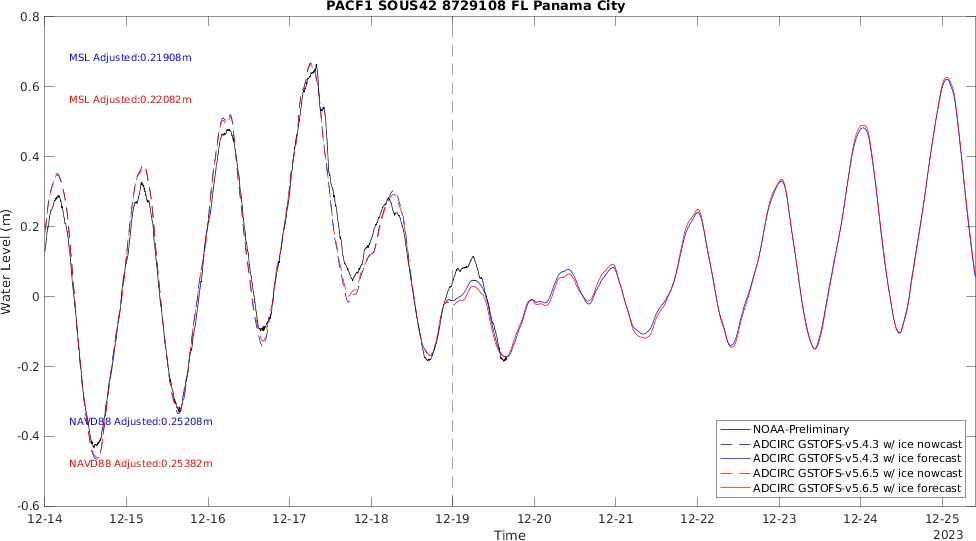 PACF1 SOUS42 8729108 FL Panama City
0.8
0.6
0.4
0.2
0
-0.2
-0.4
-0.6
Water Level (m)
MSL Adjusted:0.21908m
MSL Adjusted:0.22082m
NAVD88 Adjusted:0.25208m
NAVD88 Adjusted:0.25382m
NOAA-Preliminary
ADCIRC GSTOFS-v5.4.3 w/ ice nowcast
ADCIRC GSTOFS-v5.4.3 w/ ice forecast
ADCIRC GSTOFS-v5.6.5 w/ ice nowcast
ADCIRC GSTOFS-v5.6.5 w/ ice forecast
12-14 12-15 12-16 12-17 12-18 12-19 12-20 12-21 12-22 12-23 12-24 12-25
Time
2023